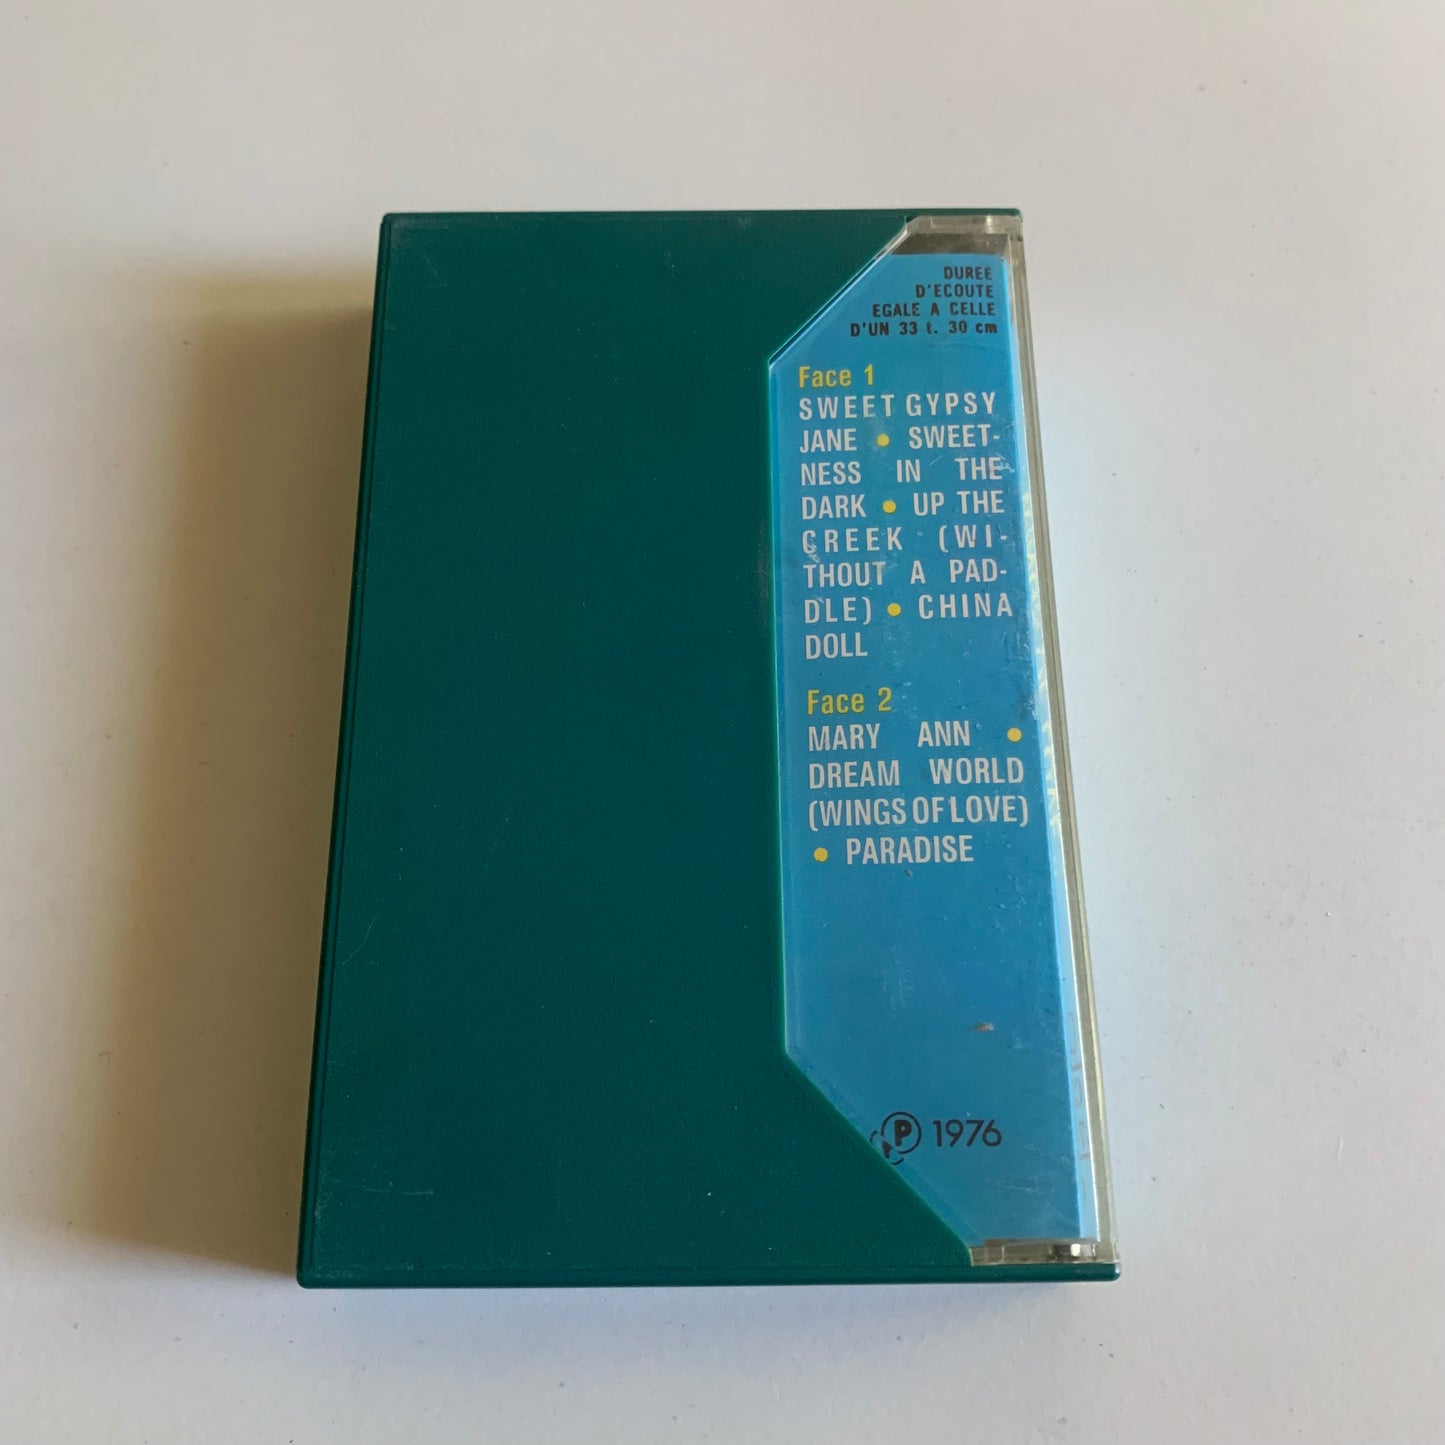 DUREE
D'ECOUTE
EGALE A CELLE
D'UN 33 t. 30 cm
Face 1
SWEET GYPSY
JANE • SWEET-
NESS IN THE
DARK • UP THE
CREEK (WI-
THOUT A PAD-
DLE) • CHINA
DOLL
Face 2
MARY ANN •
DREAM WORLD
(WINGS OF LOVE)
• PARADISE
℗ 1976